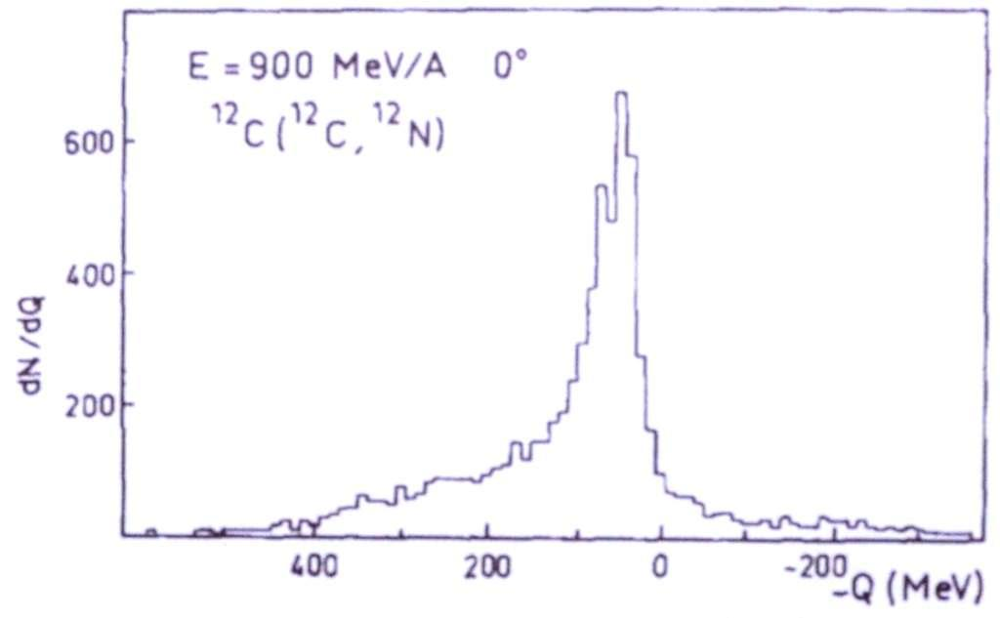 E = 900 MeV/A 0°
¹²C(¹²C, ¹²N)
600
400
200
dN/dQ
400 200 0 -200
-Q (MeV)